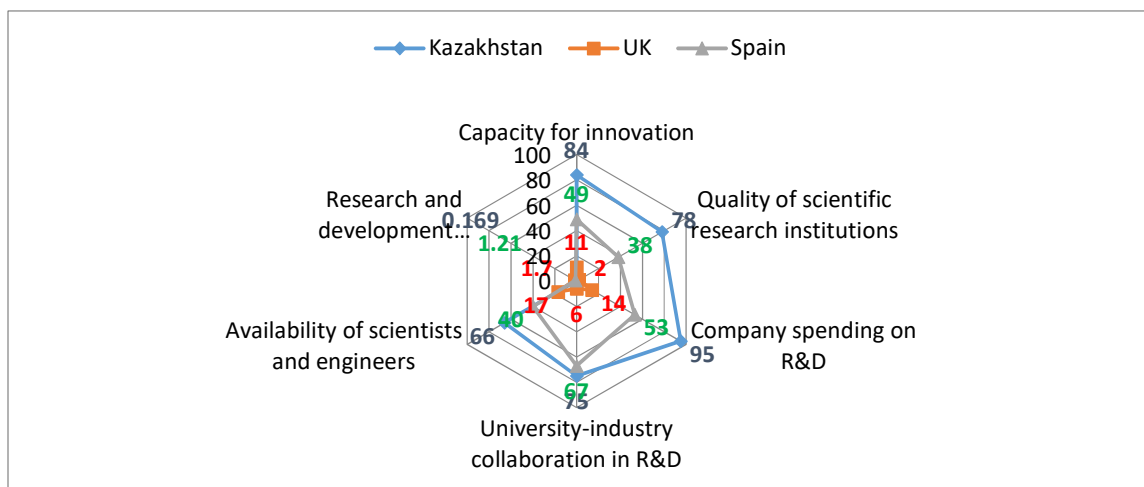 Kazakhstan UK Spain
Capacity for innovation
84
100
80
60
40
20
0
49
11
Quality of scientific
research institutions
78
38
2
Company spending on
R&D
95
53
14
University-industry
collaboration in R&D
75
67
6
Availability of scientists
and engineers
66
40
17
Research and
development...
0.169
1.21
1.7